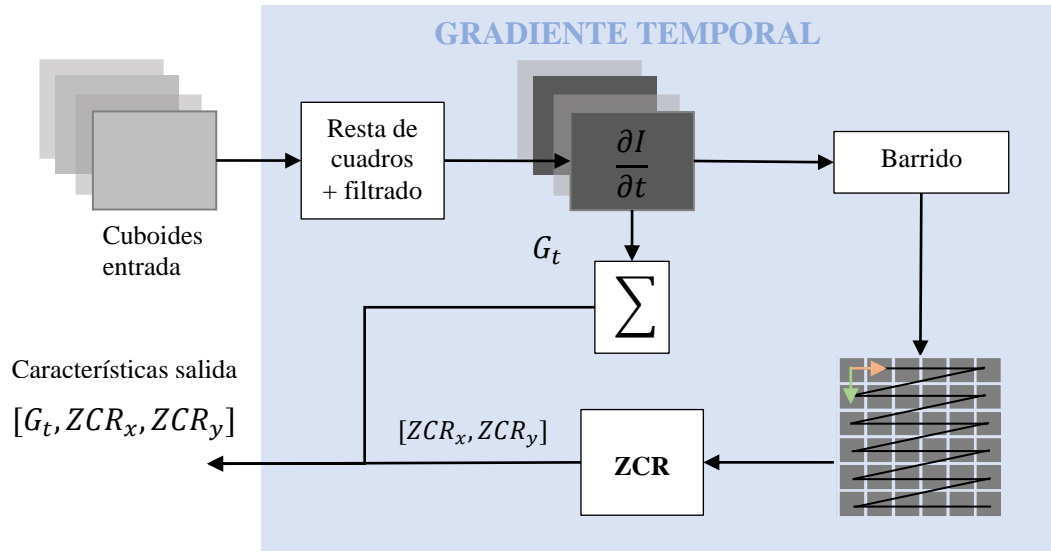 GRADIENTE TEMPORAL
Resta de
cuadros
+ filtrado
∂I
∂t
Barrido
Cuboides
entrada
G_t
∑
Características salida
[G_t, ZCR_x, ZCR_y]
[ZCR_x, ZCR_y]
ZCR